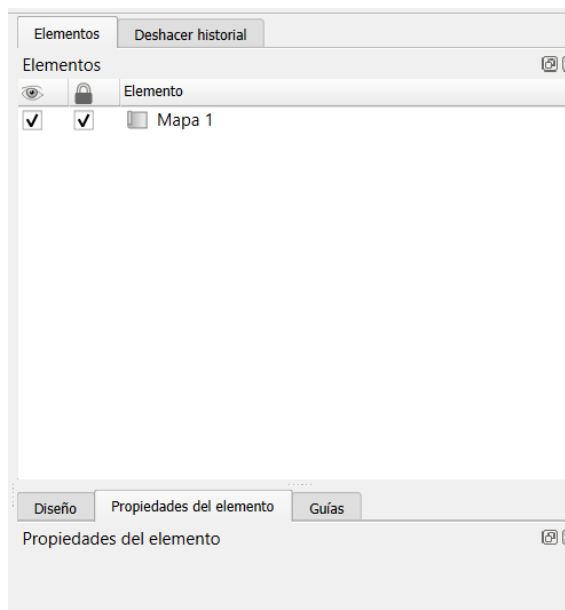 Elementos Deshacer historial
Elementos
Elemento
Mapa 1
Diseño Propiedades del elemento Guías
Propiedades del elemento